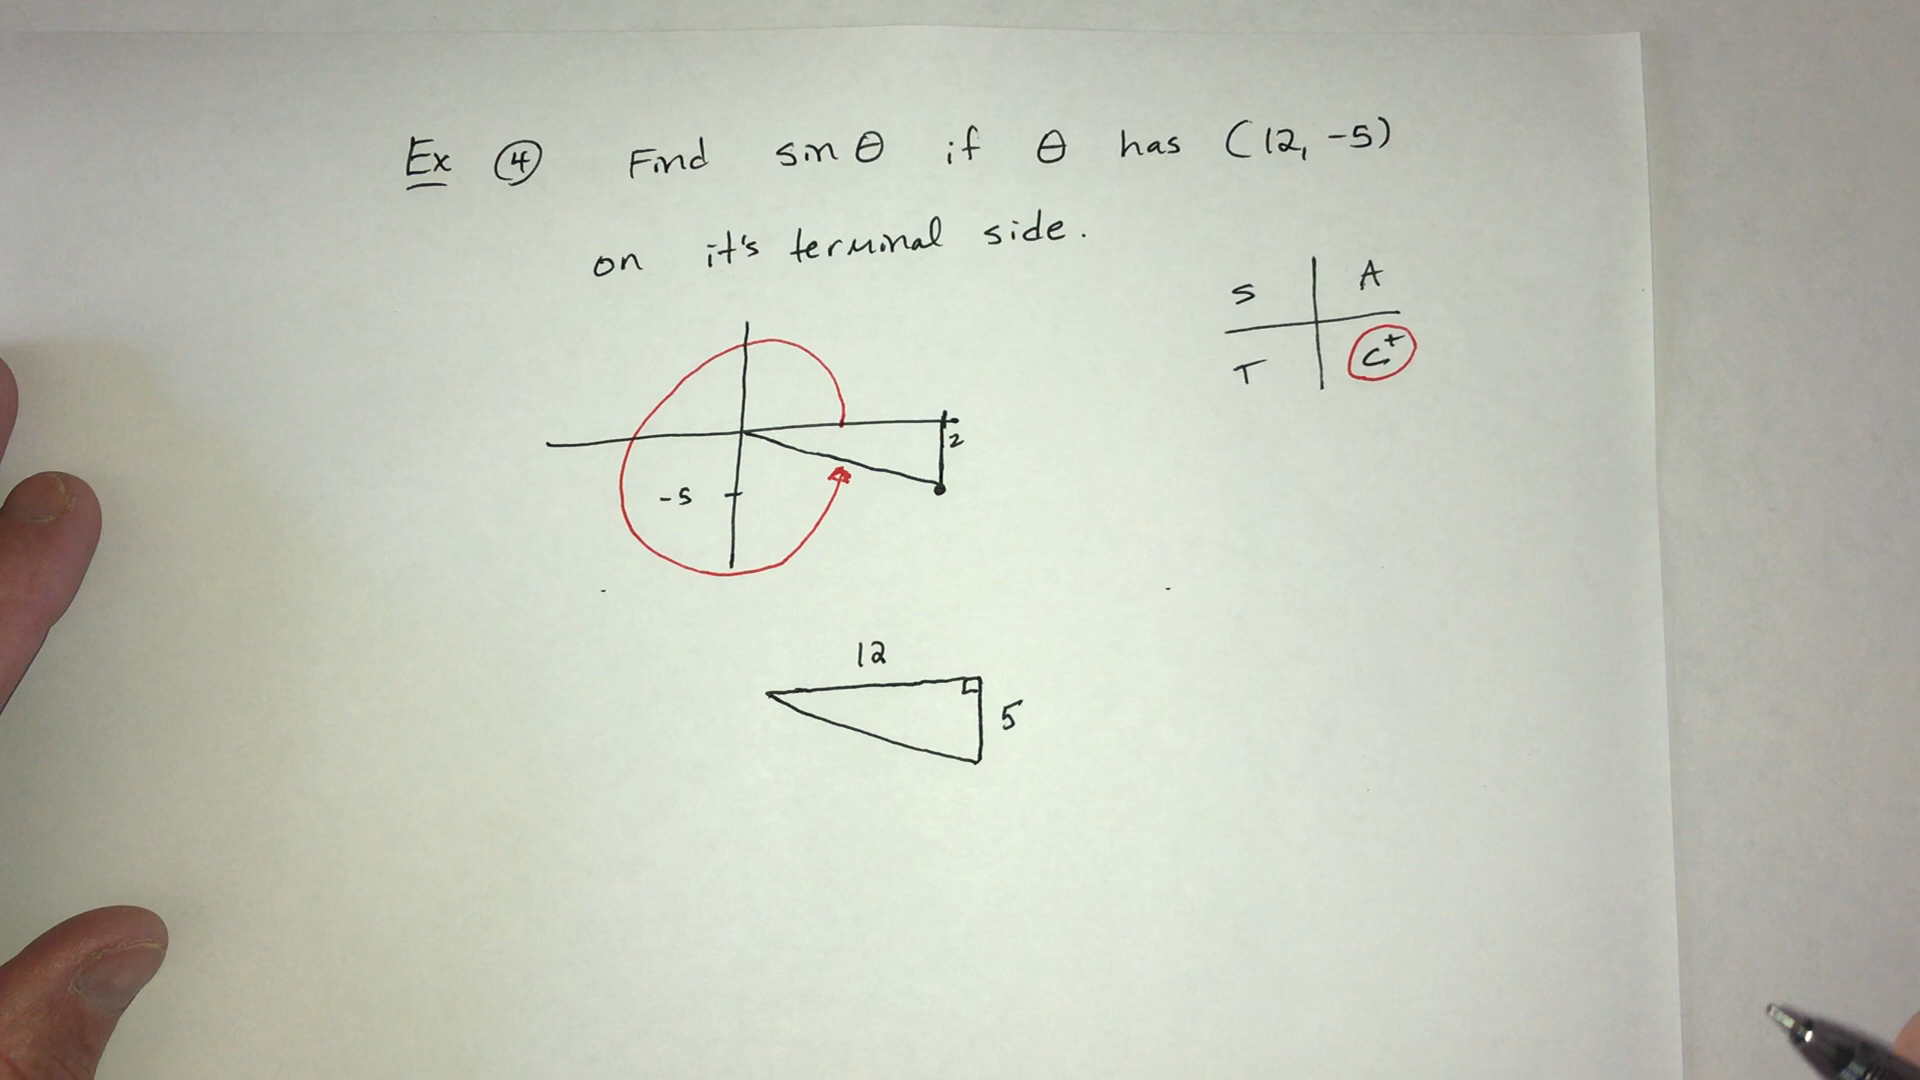 Ex ④ Find sin θ if θ has (12, -5)
on it's terminal side.
S A
T C+
2
-5
12
5